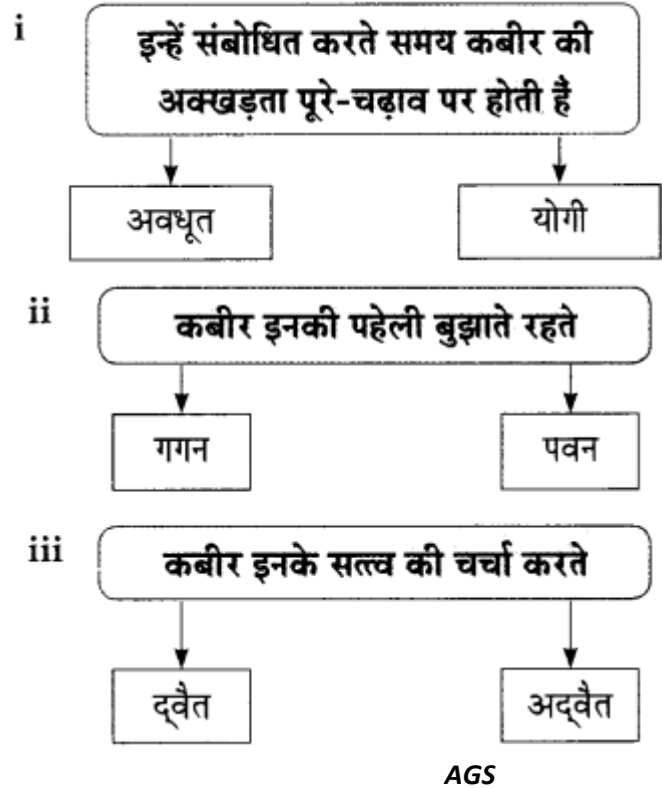 i
इन्हें संबोधित करते समय कबीर की
अक्खड़ता पूरे-चढ़ाव पर होती हैं
अवधूत योगी
ii
कबीर इनकी पहेली बुझाते रहते
गगन पवन
iii
कबीर इनके सत्त्व की चर्चा करते
द्‌वैत अद्‌वैत
AGS